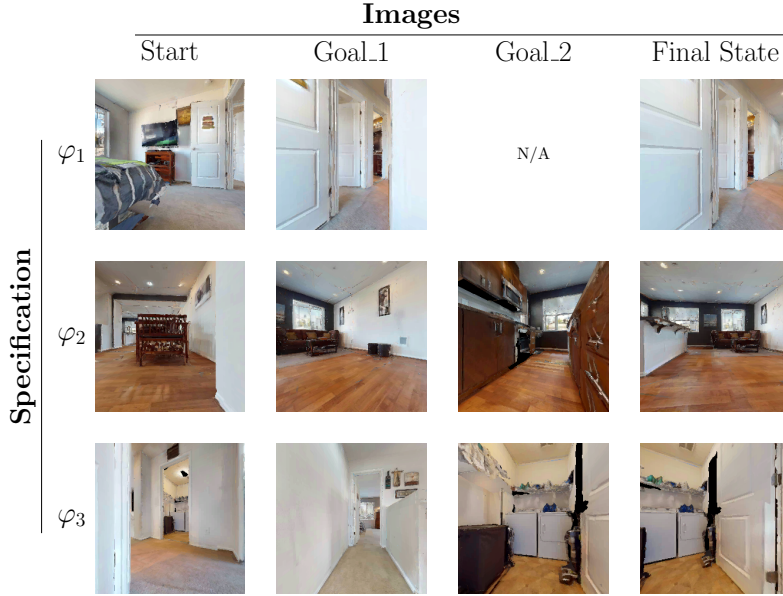 Images
Start Goal_1 Goal_2 Final State
Specification
φ₁ N/A
φ₂
φ₃